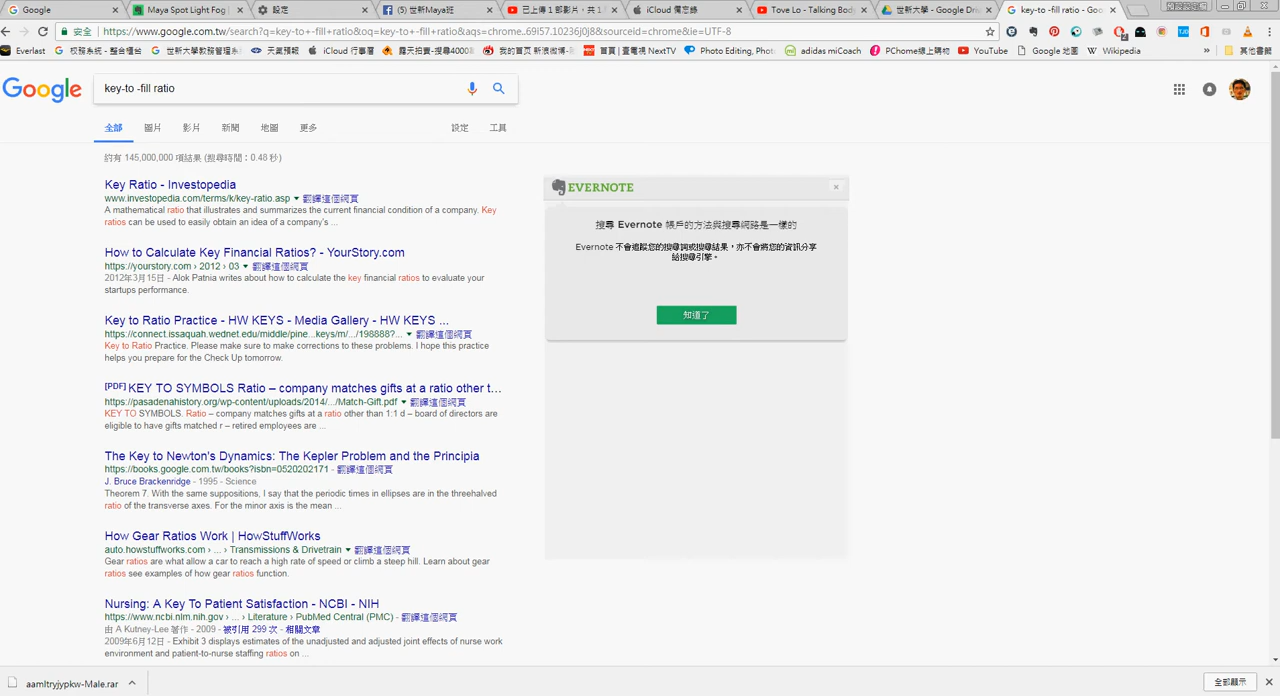 Google
Maya Spot Light Fog |
設定
(5) 世新Maya班
已上傳 1 部影片,共 1
iCloud 備忘錄
Tove Lo - Talking Body
世新大學 - Google Driv
key-to -fill ratio - Goo
安全 https://www.google.com.tw/search?q=key-to+-fill+ratio&oq=key-to+-fill+ratio&aqs=chrome..69i57.10236j0j8&sourceid=chrome&ie=UTF-8
Everlast
校務系統 - 整合櫃台
世新大學教務管理系
天氣預報
iCloud 行事曆
露天拍賣-搜尋4000
我的首页 新浪微博-
首頁 | 壹電視 NextTV
Photo Editing, Phot
adidas miCoach
PChome線上購物
YouTube
Google 地圖
Wikipedia
»
其他書籤
Google
key-to -fill ratio
全部 圖片 影片 新聞 地圖 更多 設定 工具
約有 145,000,000 項結果 (搜尋時間:0.48 秒)
Key Ratio - Investopedia
www.investopedia.com/terms/k/key-ratio.asp ▼ 翻譯這個網頁
A mathematical ratio that illustrates and summarizes the current financial condition of a company. Key
ratios can be used to easily obtain an idea of a company's ...
How to Calculate Key Financial Ratios? - YourStory.com
https://yourstory.com › 2012 › 03 ▼ 翻譯這個網頁
2012年3月15日 - Alok Patnia writes about how to calculate the key financial ratios to evaluate your
startups performance.
Key to Ratio Practice - HW KEYS - Media Gallery - HW KEYS ...
https://connect.issaquah.wednet.edu/middle/pine...keys/m/.../198888?... ▼ 翻譯這個網頁
Key to Ratio Practice. Please make sure to make corrections to these problems. I hope this practice
helps you prepare for the Check Up tomorrow.
[PDF] KEY TO SYMBOLS Ratio – company matches gifts at a ratio other t...
https://pasadenahistory.org/wp-content/uploads/2014/.../Match-Gift.pdf ▼ 翻譯這個網頁
KEY TO SYMBOLS. Ratio – company matches gifts at a ratio other than 1:1 d – board of directors are
eligible to have gifts matched r – retired employees are ...
The Key to Newton's Dynamics: The Kepler Problem and the Principia
https://books.google.com.tw/books?isbn=0520202171 - 翻譯這個網頁
J. Bruce Brackenridge - 1995 - Science
Theorem 7. With the same suppositions, I say that the periodic times in ellipses are in the threehalved
ratio of the transverse axes. For the minor axis is the mean ...
How Gear Ratios Work | HowStuffWorks
auto.howstuffworks.com › ... › Transmissions & Drivetrain ▼ 翻譯這個網頁
Gear ratios are what allow a car to reach a high rate of speed or climb a steep hill. Learn about gear
ratios see examples of how gear ratios function.
Nursing: A Key To Patient Satisfaction - NCBI - NIH
https://www.ncbi.nlm.nih.gov › ... › Literature › PubMed Central (PMC) - 翻譯這個網頁
由 A Kutney-Lee 著作 - 2009 - 被引用 299 次 - 相關文章
2009年6月12日 - Exhibit 3 displays estimates of the unadjusted and adjusted joint effects of nurse work
environment and patient-to-nurse staffing ratios on ...
EVERNOTE
搜尋 Evernote 帳戶的方法與搜尋網路是一樣的
Evernote 不會追蹤您的搜尋詞或搜尋結果,亦不會將您的資訊分享
給搜尋引擎。
知道了
aamltryjypkw-Male.rar
全部顯示